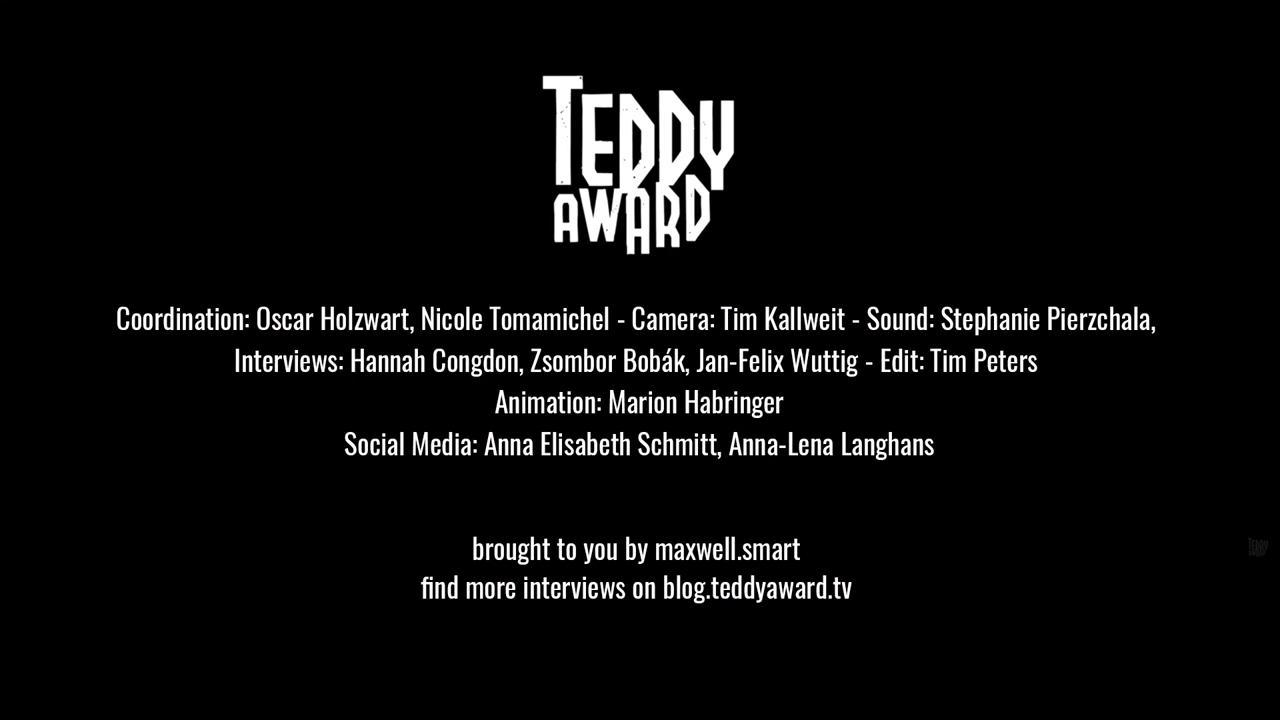 TEDDY
AWARD
Coordination: Oscar Holzwart, Nicole Tomamichel - Camera: Tim Kallweit - Sound: Stephanie Pierzchala,
Interviews: Hannah Congdon, Zsombor Bobák, Jan-Felix Wuttig - Edit: Tim Peters
Animation: Marion Habringer
Social Media: Anna Elisabeth Schmitt, Anna-Lena Langhans
brought to you by maxwell.smart
find more interviews on blog.teddyaward.tv
TEDDY